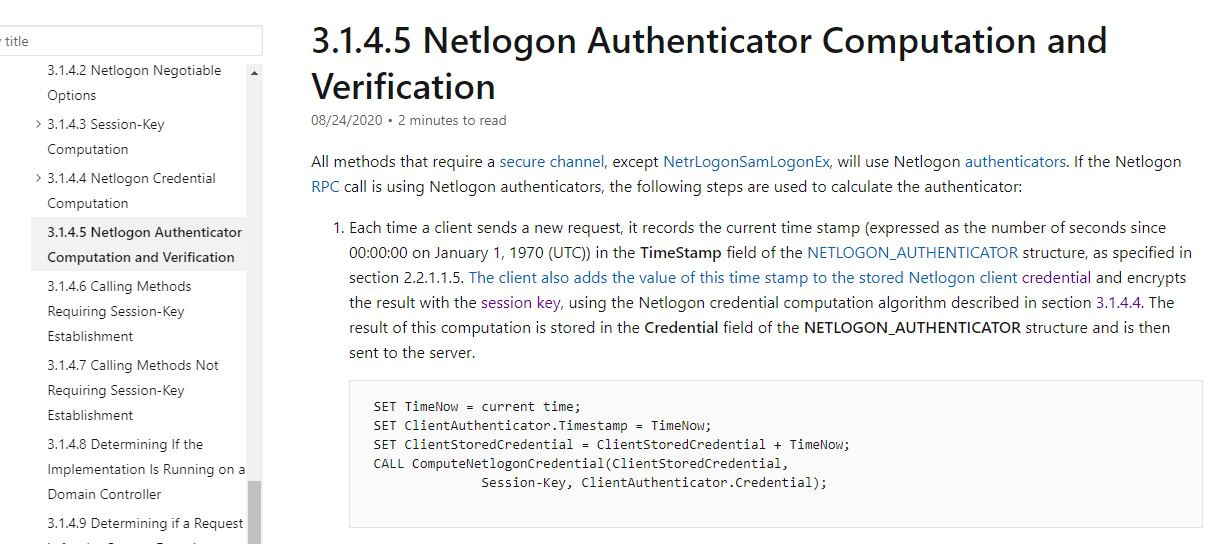 title
3.1.4.2 Netlogon Negotiable
Options
3.1.4.3 Session-Key
Computation
3.1.4.4 Netlogon Credential
Computation
3.1.4.5 Netlogon Authenticator
Computation and Verification
3.1.4.6 Calling Methods
Requiring Session-Key
Establishment
3.1.4.7 Calling Methods Not
Requiring Session-Key
Establishment
3.1.4.8 Determining If the
Implementation Is Running on a
Domain Controller
3.1.4.9 Determining if a Request
3.1.4.5 Netlogon Authenticator Computation and
Verification
08/24/2020 • 2 minutes to read
All methods that require a secure channel, except NetrLogonSamLogonEx, will use Netlogon authenticators. If the Netlogon
RPC call is using Netlogon authenticators, the following steps are used to calculate the authenticator:
1. Each time a client sends a new request, it records the current time stamp (expressed as the number of seconds since
00:00:00 on January 1, 1970 (UTC)) in the TimeStamp field of the NETLOGON_AUTHENTICATOR structure, as specified in
section 2.2.1.1.5. The client also adds the value of this time stamp to the stored Netlogon client credential and encrypts
the result with the session key, using the Netlogon credential computation algorithm described in section 3.1.4.4. The
result of this computation is stored in the Credential field of the NETLOGON_AUTHENTICATOR structure and is then
sent to the server.
SET TimeNow = current time;
SET ClientAuthenticator.Timestamp = TimeNow;
SET ClientStoredCredential = ClientStoredCredential + TimeNow;
CALL ComputeNetlogonCredential(ClientStoredCredential,
Session-Key, ClientAuthenticator.Credential);